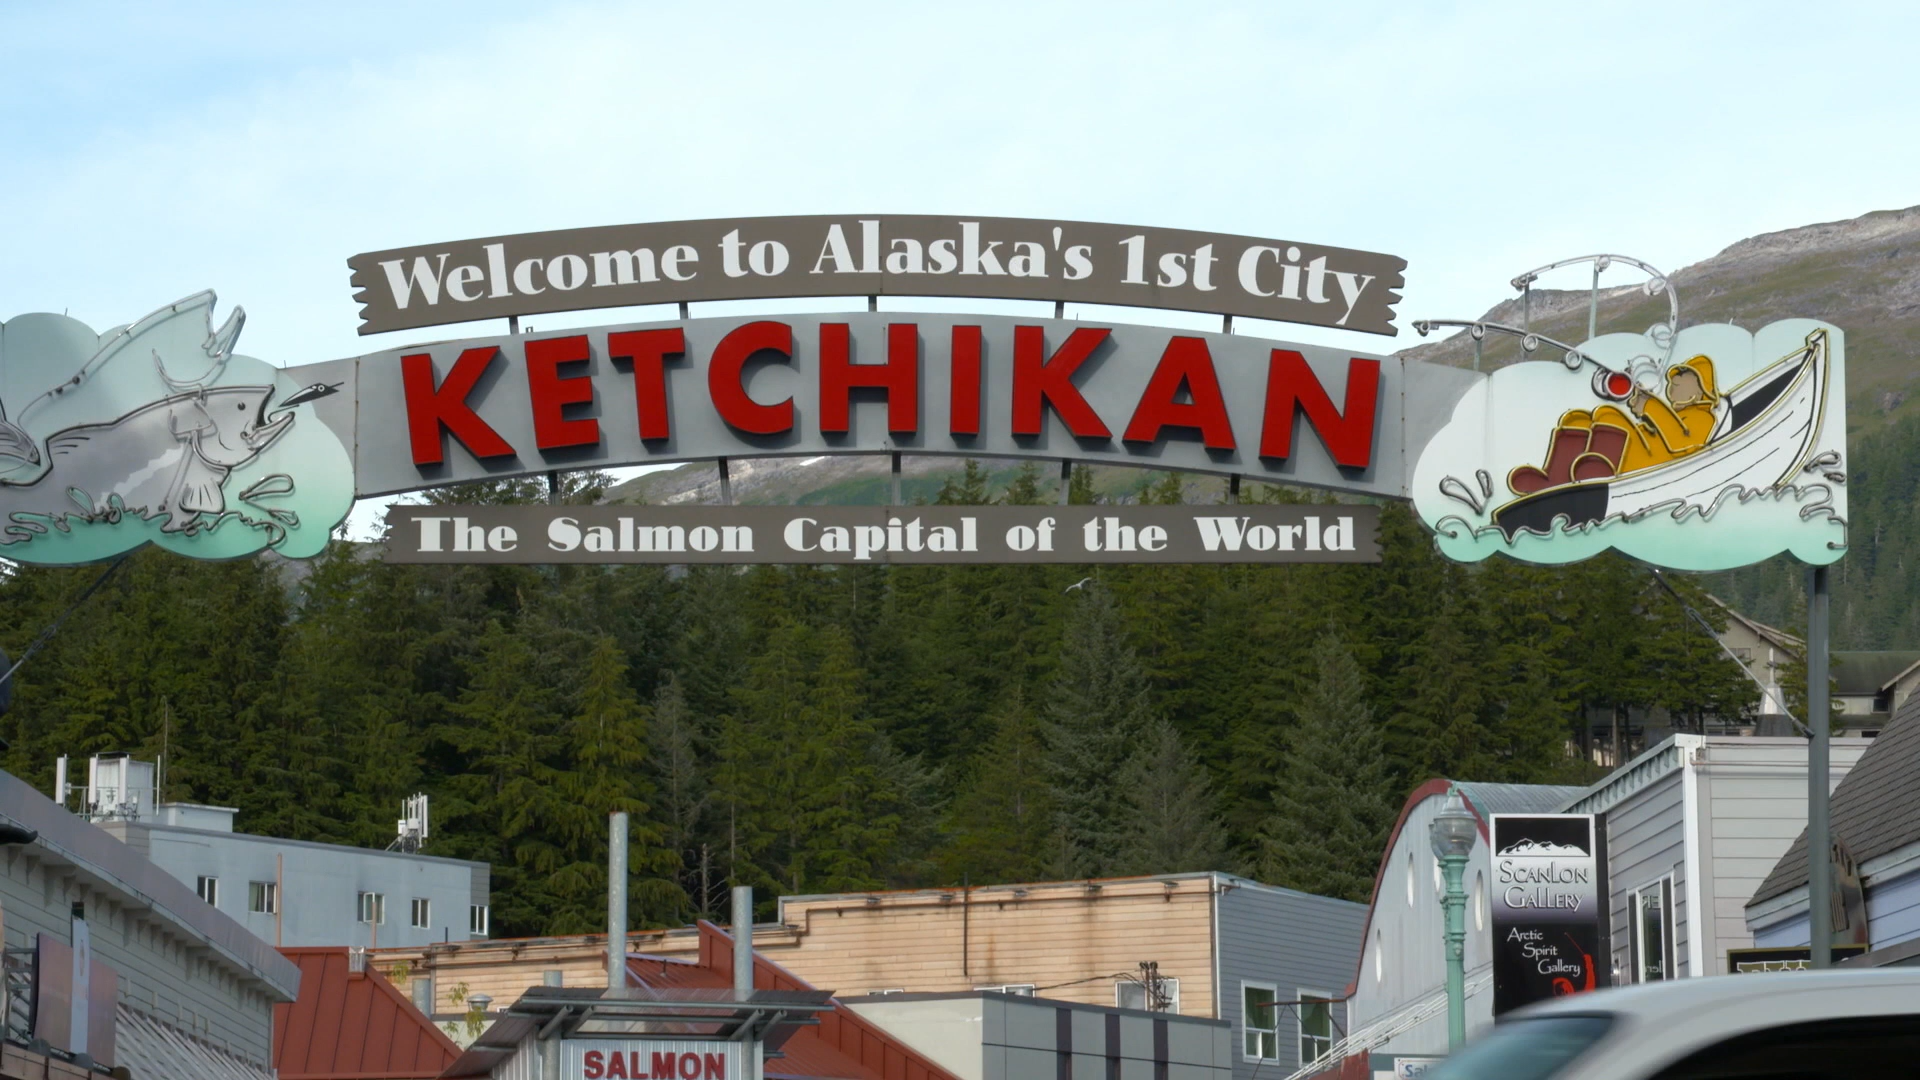 Welcome to Alaska's 1st City
KETCHIKAN
The Salmon Capital of the World
SCANLON
GALLERY
Arctic
Spirit
Gallery
SALMON